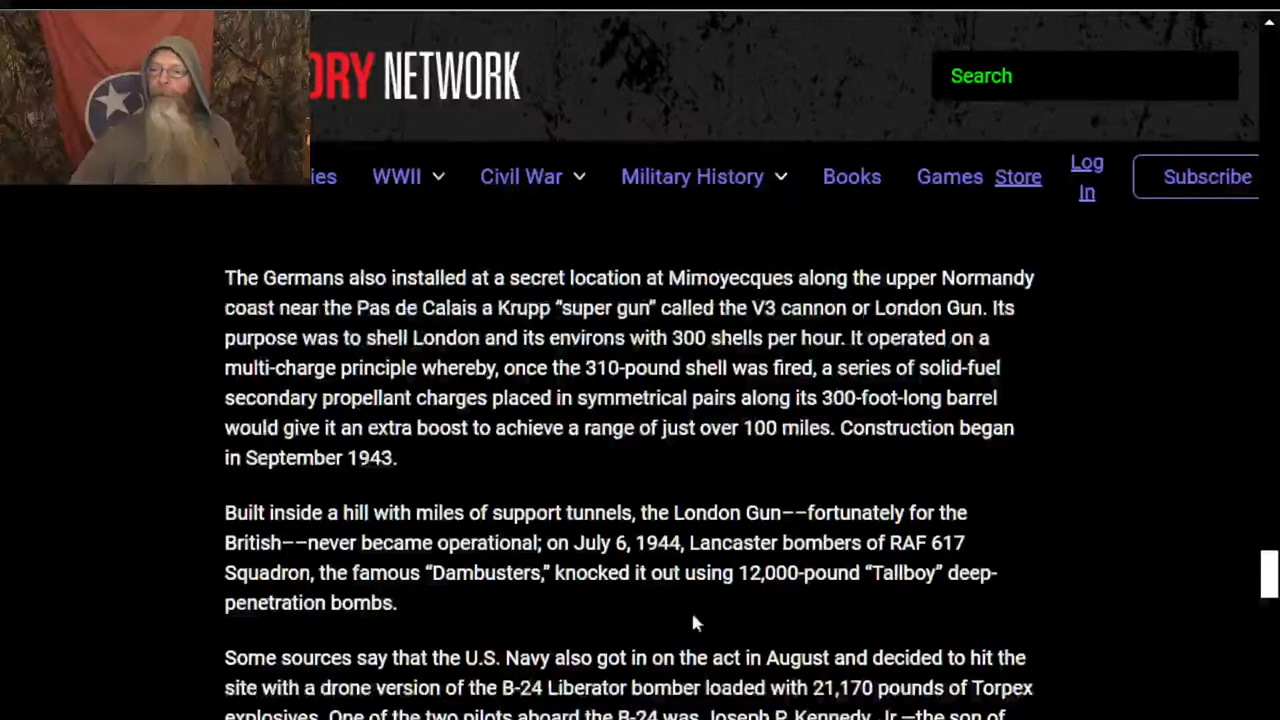 ORY NETWORK
Search
ies WWII Civil War Military History Books Games Store Log In Subscribe
The Germans also installed at a secret location at Mimoyecques along the upper Normandy
coast near the Pas de Calais a Krupp “super gun” called the V3 cannon or London Gun. Its
purpose was to shell London and its environs with 300 shells per hour. It operated on a
multi-charge principle whereby, once the 310-pound shell was fired, a series of solid-fuel
secondary propellant charges placed in symmetrical pairs along its 300-foot-long barrel
would give it an extra boost to achieve a range of just over 100 miles. Construction began
in September 1943.
Built inside a hill with miles of support tunnels, the London Gun––fortunately for the
British––never became operational; on July 6, 1944, Lancaster bombers of RAF 617
Squadron, the famous “Dambusters,” knocked it out using 12,000-pound “Tallboy” deep-
penetration bombs.
Some sources say that the U.S. Navy also got in on the act in August and decided to hit the
site with a drone version of the B-24 Liberator bomber loaded with 21,170 pounds of Torpex
explosives. One of the two pilots aboard the B-24 was Joseph P. Kennedy, Jr.—the son of